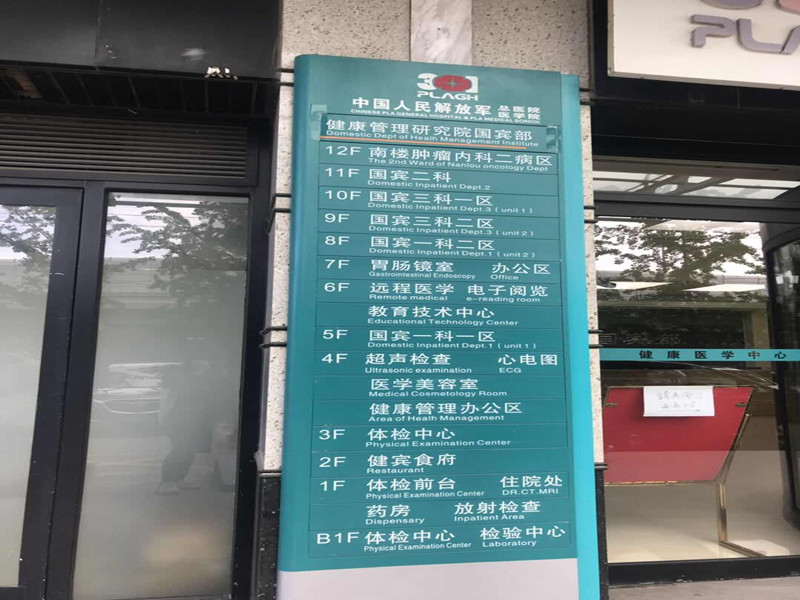 PLA
301
PLAGH
中国人民解放军 总医院 医学院
CHINESE PLA GENERAL HOSPITAL & PLA MEDICAL SCHOOL
健康管理研究院国宾部
Domestic Dept of Healh Management Institute
12F 南楼肿瘤内科二病区
The 2nd Ward of Nanlou oncology Dept
11F 国宾二科
Domestic Inpatient Dept.2
10F 国宾三科一区
Domestic Inpatient Dept.3 (unit1)
9F 国宾三科二区
Domestic Inpatient Dept.3 (unit2)
8F 国宾一科二区
Domestic Inpatient Dept.1 (unit2)
7F 胃肠镜室 办公区
Gastrointestinal Endoscopy Office
6F 远程医学 电子阅览
Remote medical e-reading room
教育技术中心
Educational Technology Center
5F 国宾一科一区
Domestic Inpatient Dept.1 (unit1)
4F 超声检查 心电图
Ultrasonic examination ECG
医学美容室
Medical Cosmetology Room
健康管理办公区
Area of Heath Management
3F 体检中心
Physical Examination Center
2F 健宾食府
Restaurant
1F 体检前台 住院处
Physical Examination Center DR.CT.MRI
药房 放射检查
Dispensary Inpatient Area
B1F 体检中心 检验中心
Physical Examination Center Laboratory
健康医学中心